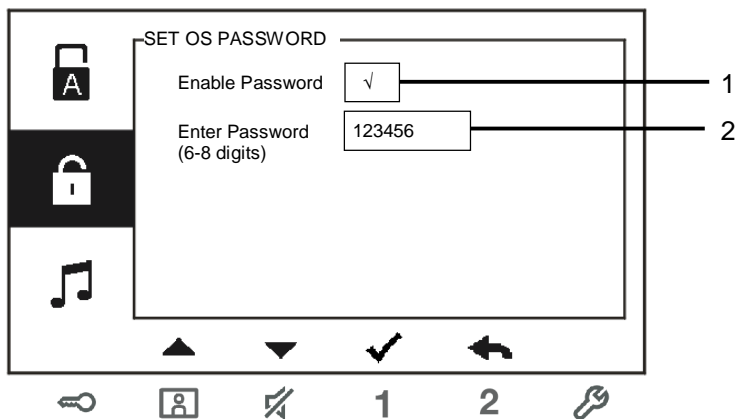 SET OS PASSWORD
A
Enable Password √ 1
Enter Password 123456 2
(6-8 digits)
1 2